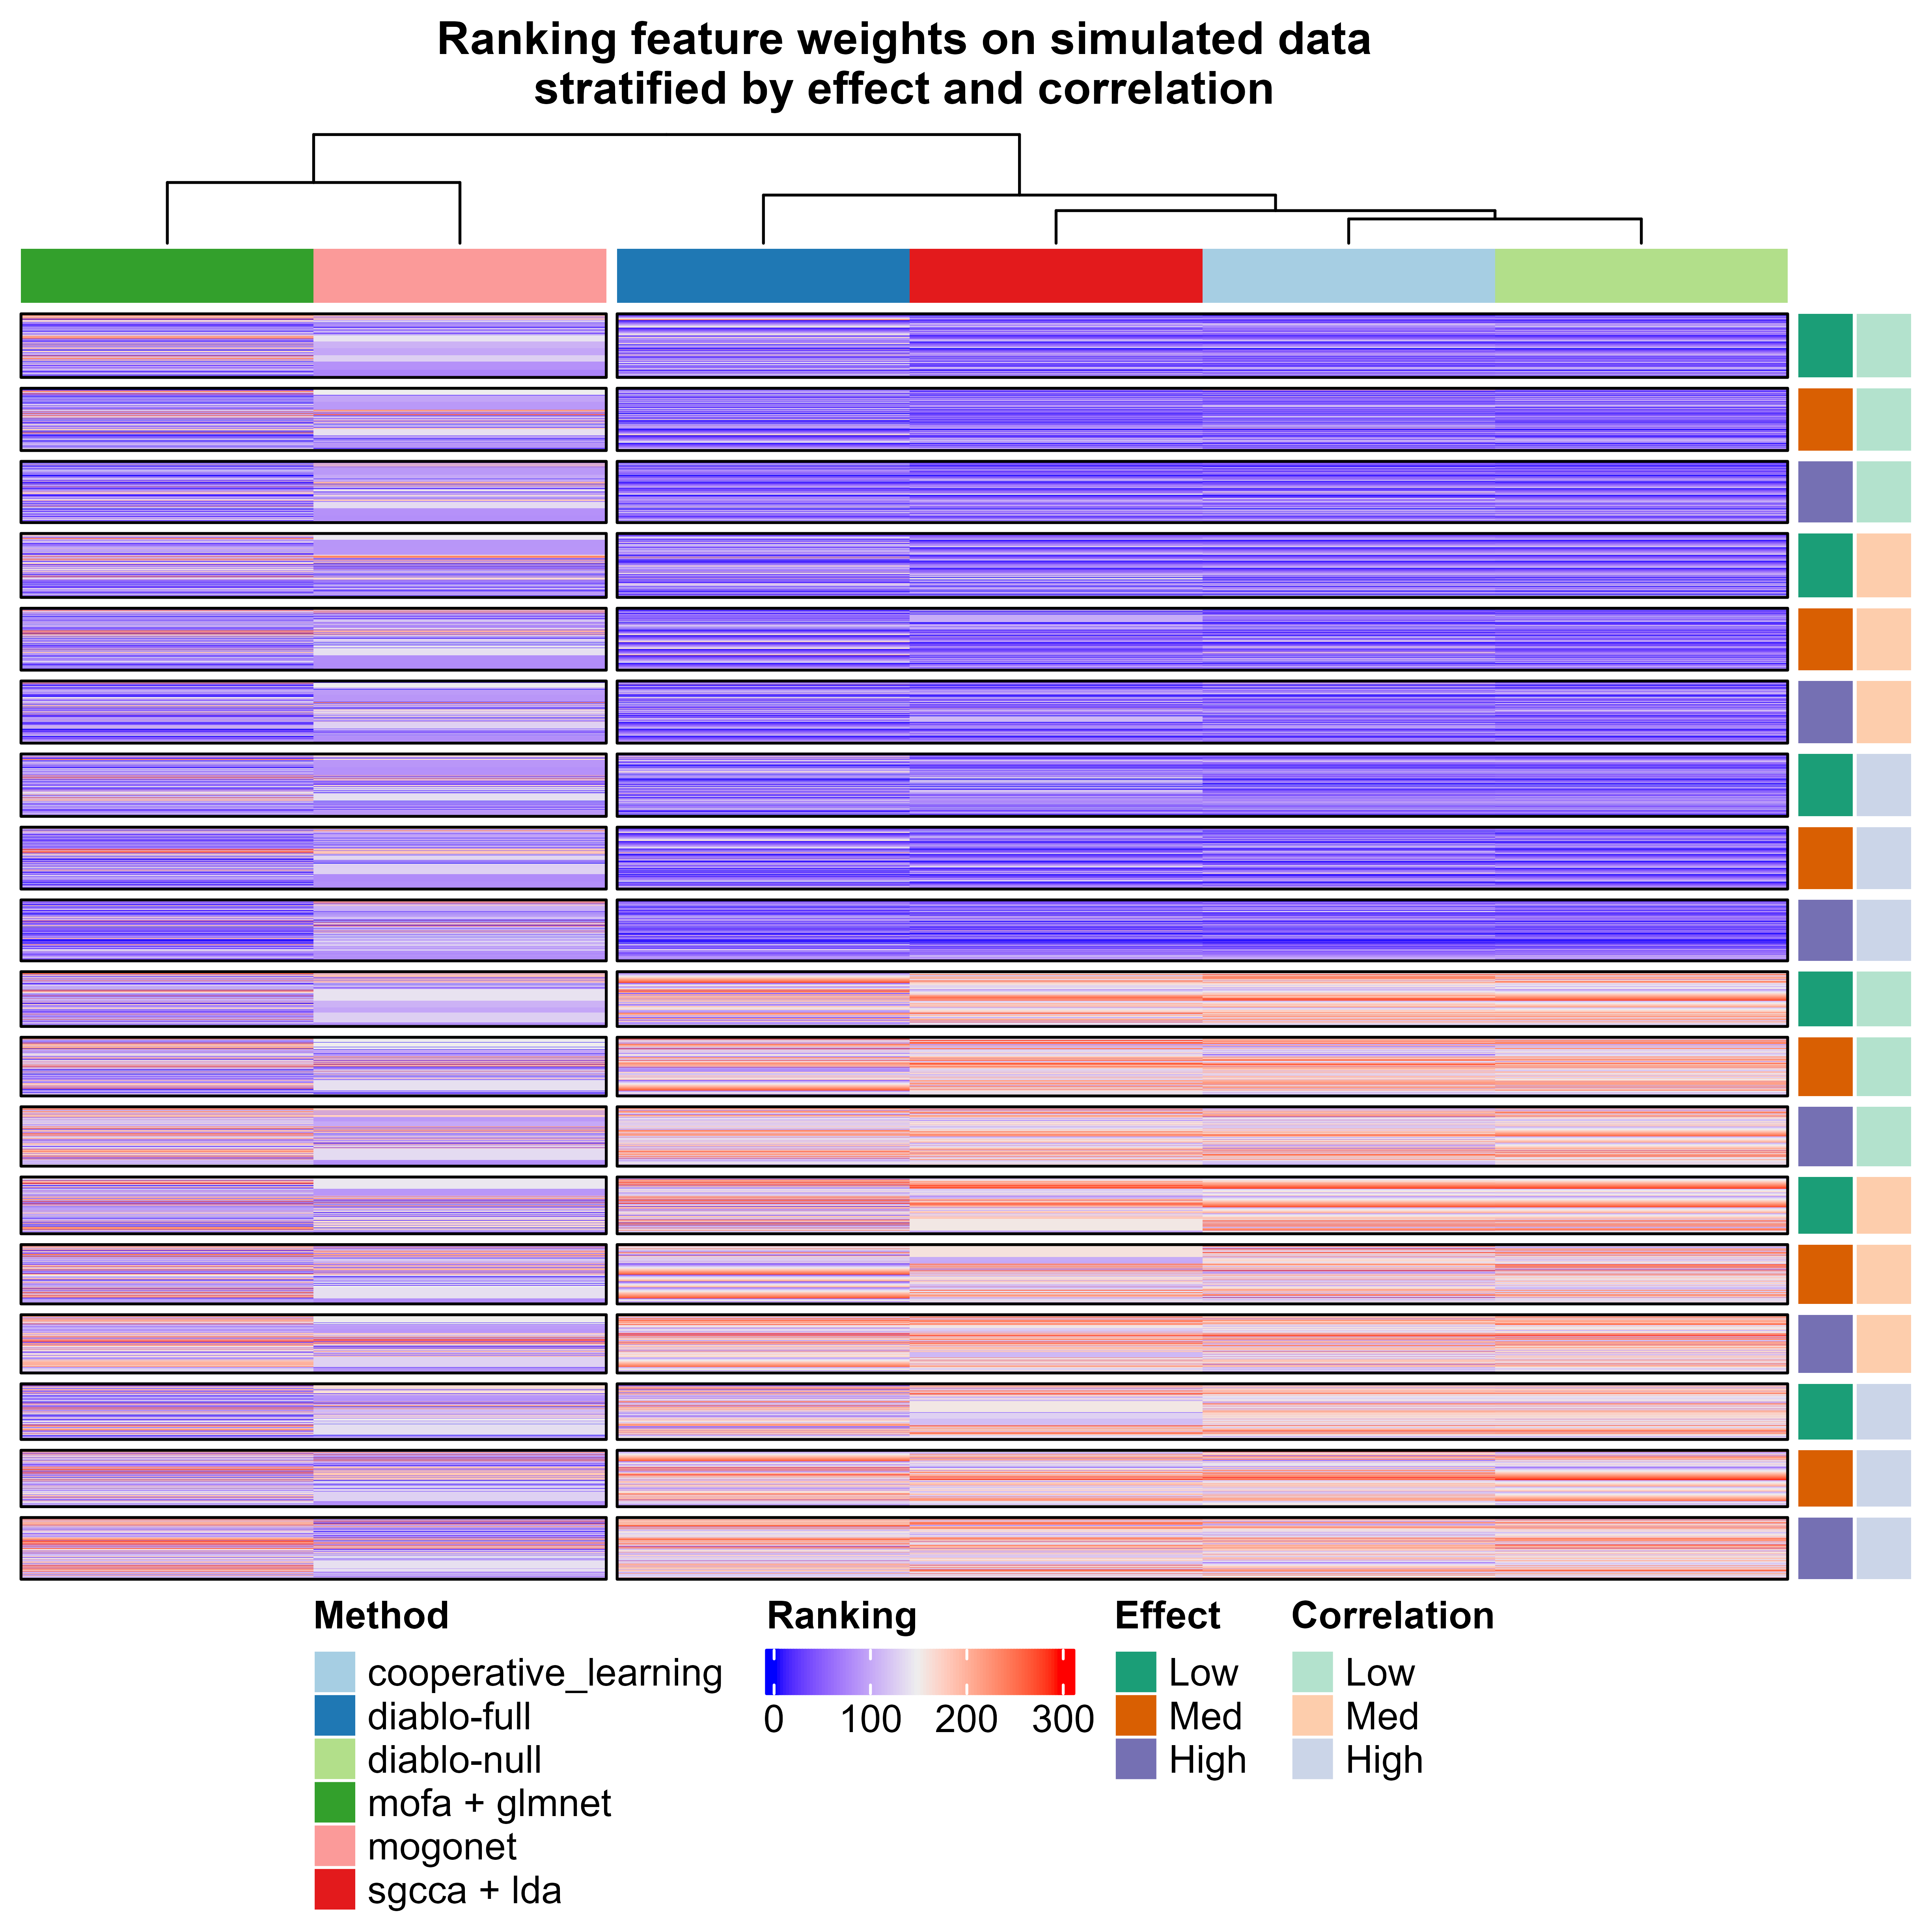 Ranking feature weights on simulated data
stratified by effect and correlation
Method
cooperative_learning
diablo-full
diablo-null
mofa + glmnet
mogonet
sgcca + lda
Ranking
0 100 200 300
Effect
Low
Med
High
Correlation
Low
Med
High